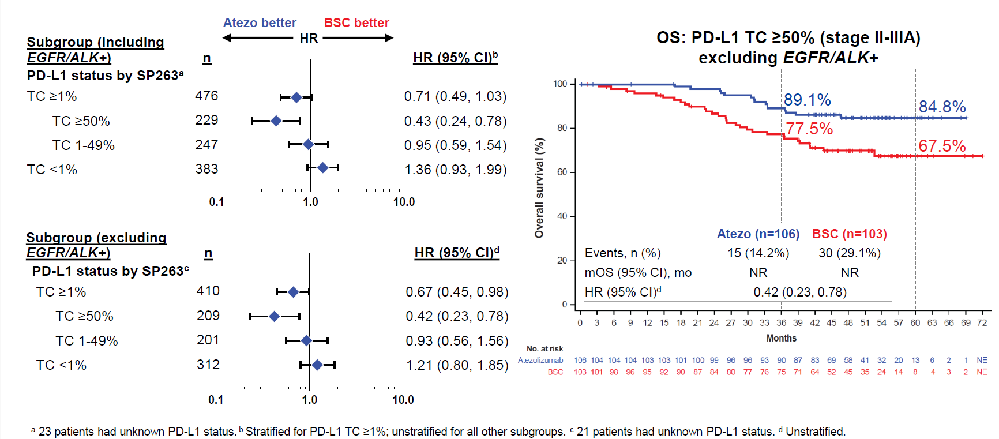 Atezo better BSC better
HR
Subgroup (including
EGFR/ALK+) n HR (95% CI)b
PD-L1 status by SP263a
TC ≥1% 476 0.71 (0.49, 1.03)
TC ≥50% 229 0.43 (0.24, 0.78)
TC 1-49% 247 0.95 (0.59, 1.54)
TC <1% 383 1.36 (0.93, 1.99)
0.1 1.0 10.0
Subgroup (excluding
EGFR/ALK+) n HR (95% CI)d
PD-L1 status by SP263c
TC ≥1% 410 0.67 (0.45, 0.98)
TC ≥50% 209 0.42 (0.23, 0.78)
TC 1-49% 201 0.93 (0.56, 1.56)
TC <1% 312 1.21 (0.80, 1.85)
0.1 1.0 10.0
OS: PD-L1 TC ≥50% (stage II-IIIA)
excluding EGFR/ALK+
Overall survival (%)
100
80
60
40
20
0
89.1%
84.8%
77.5%
67.5%
Atezo (n=106) BSC (n=103)
Events, n (%) 15 (14.2%) 30 (29.1%)
mOS (95% CI), mo NR NR
HR (95% CI)d 0.42 (0.23, 0.78)
0 3 6 9 12 15 18 21 24 27 30 33 36 39 42 45 48 51 54 57 60 63 66 69 72
Months
No. at risk
Atezolizumab 106 104 104 104 103 103 101 100 99 96 96 93 90 87 83 69 58 41 32 20 13 6 2 1 NE
BSC 103 101 98 96 95 92 90 87 84 80 77 76 75 71 64 52 45 35 24 14 8 4 3 2 NE
a 23 patients had unknown PD-L1 status. b Stratified for PD-L1 TC ≥1%; unstratified for all other subgroups. c 21 patients had unknown PD-L1 status. d Unstratified.